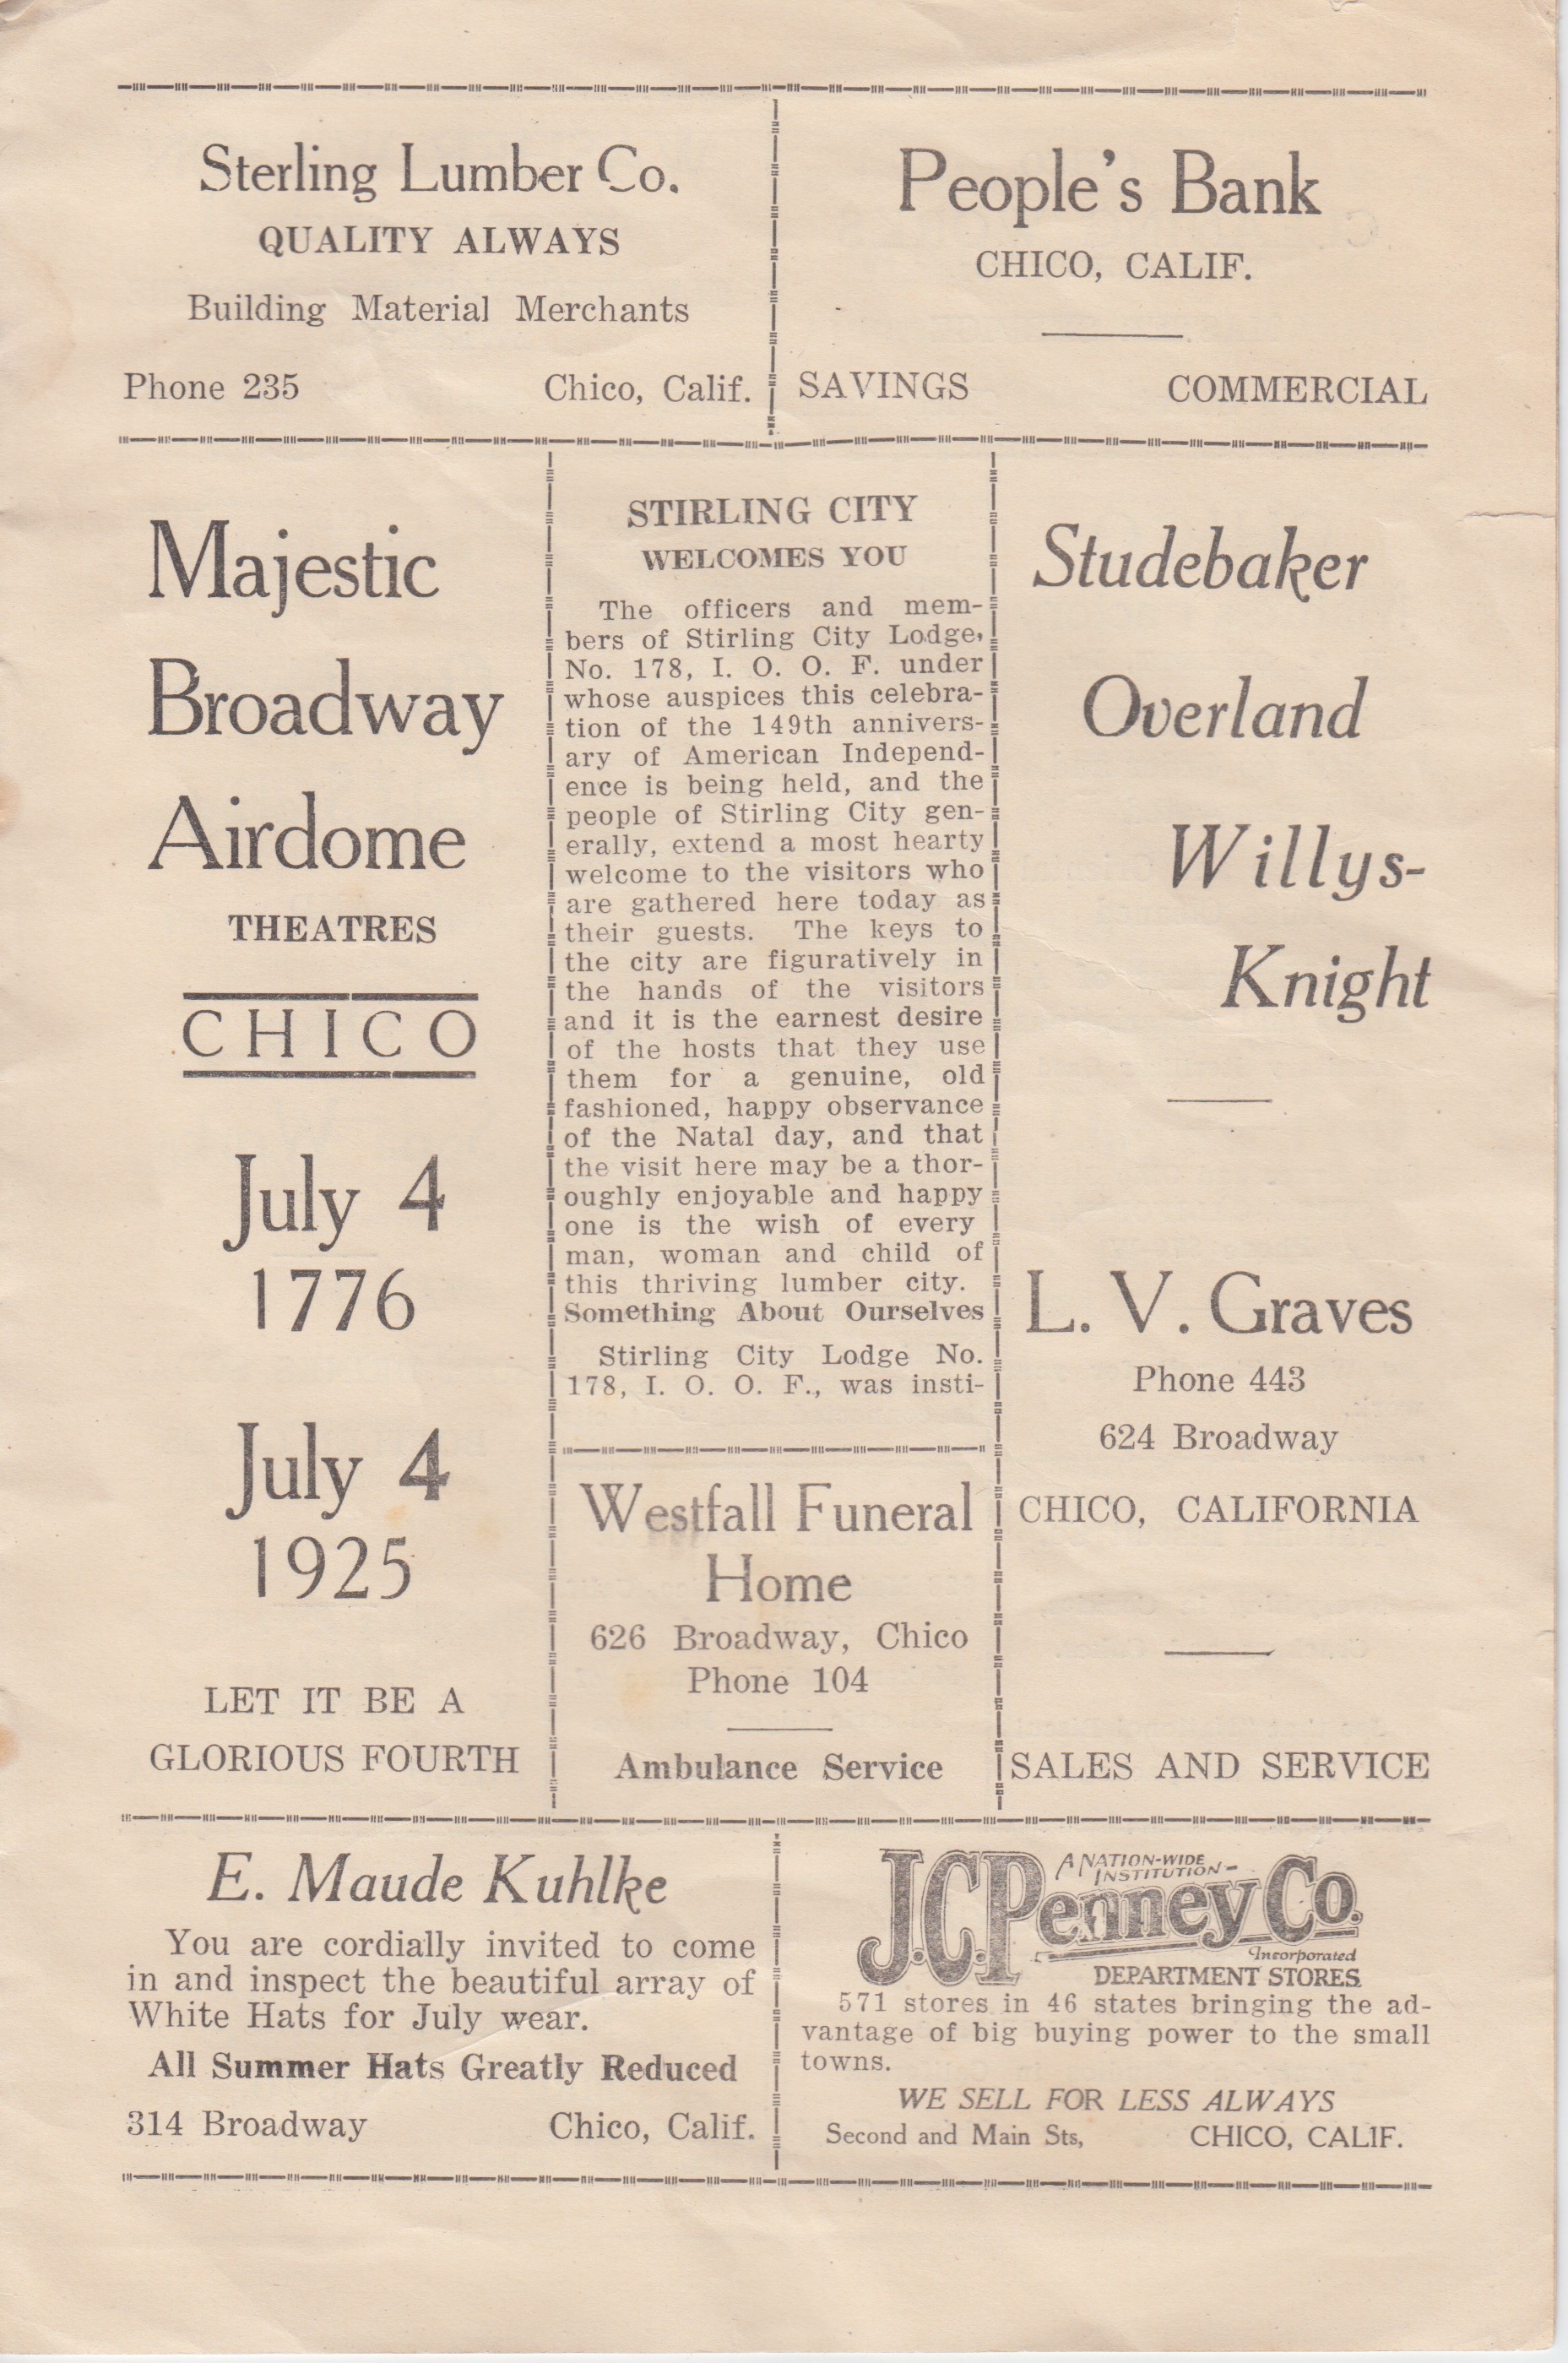 Sterling Lumber Co.
QUALITY ALWAYS
Building Material Merchants
Phone 235 Chico, Calif.
People's Bank
CHICO, CALIF.
SAVINGS COMMERCIAL
Majestic
Broadway
Airdome
THEATRES
CHICO
July 4
1776
July 4
1925
LET IT BE A
GLORIOUS FOURTH
STIRLING CITY
WELCOMES YOU
The officers and mem-
bers of Stirling City Lodge,
No. 178, I. O. O. F. under
whose auspices this celebra-
tion of the 149th annivers-
ary of American Independ-
ence is being held, and the
people of Stirling City gen-
erally, extend a most hearty
welcome to the visitors who
are gathered here today as
their guests. The keys to
the city are figuratively in
the hands of the visitors
and it is the earnest desire
of the hosts that they use
them for a genuine, old
fashioned, happy observance
of the Natal day, and that
the visit here may be a thor-
oughly enjoyable and happy
one is the wish of every
man, woman and child of
this thriving lumber city.
Something About Ourselves
Stirling City Lodge No.
178, I. O. O. F., was insti-
Westfall Funeral
Home
626 Broadway, Chico
Phone 104
Ambulance Service
Studebaker
Overland
Willys-
Knight
L. V. Graves
Phone 443
624 Broadway
CHICO, CALIFORNIA
SALES AND SERVICE
E. Maude Kuhlke
You are cordially invited to come
in and inspect the beautiful array of
White Hats for July wear.
All Summer Hats Greatly Reduced
314 Broadway Chico, Calif.
A NATION-WIDE
INSTITUTION-
J.C. Penney Co.
Incorporated
DEPARTMENT STORES
571 stores in 46 states bringing the ad-
vantage of big buying power to the small
towns.
WE SELL FOR LESS ALWAYS
Second and Main Sts, CHICO, CALIF.